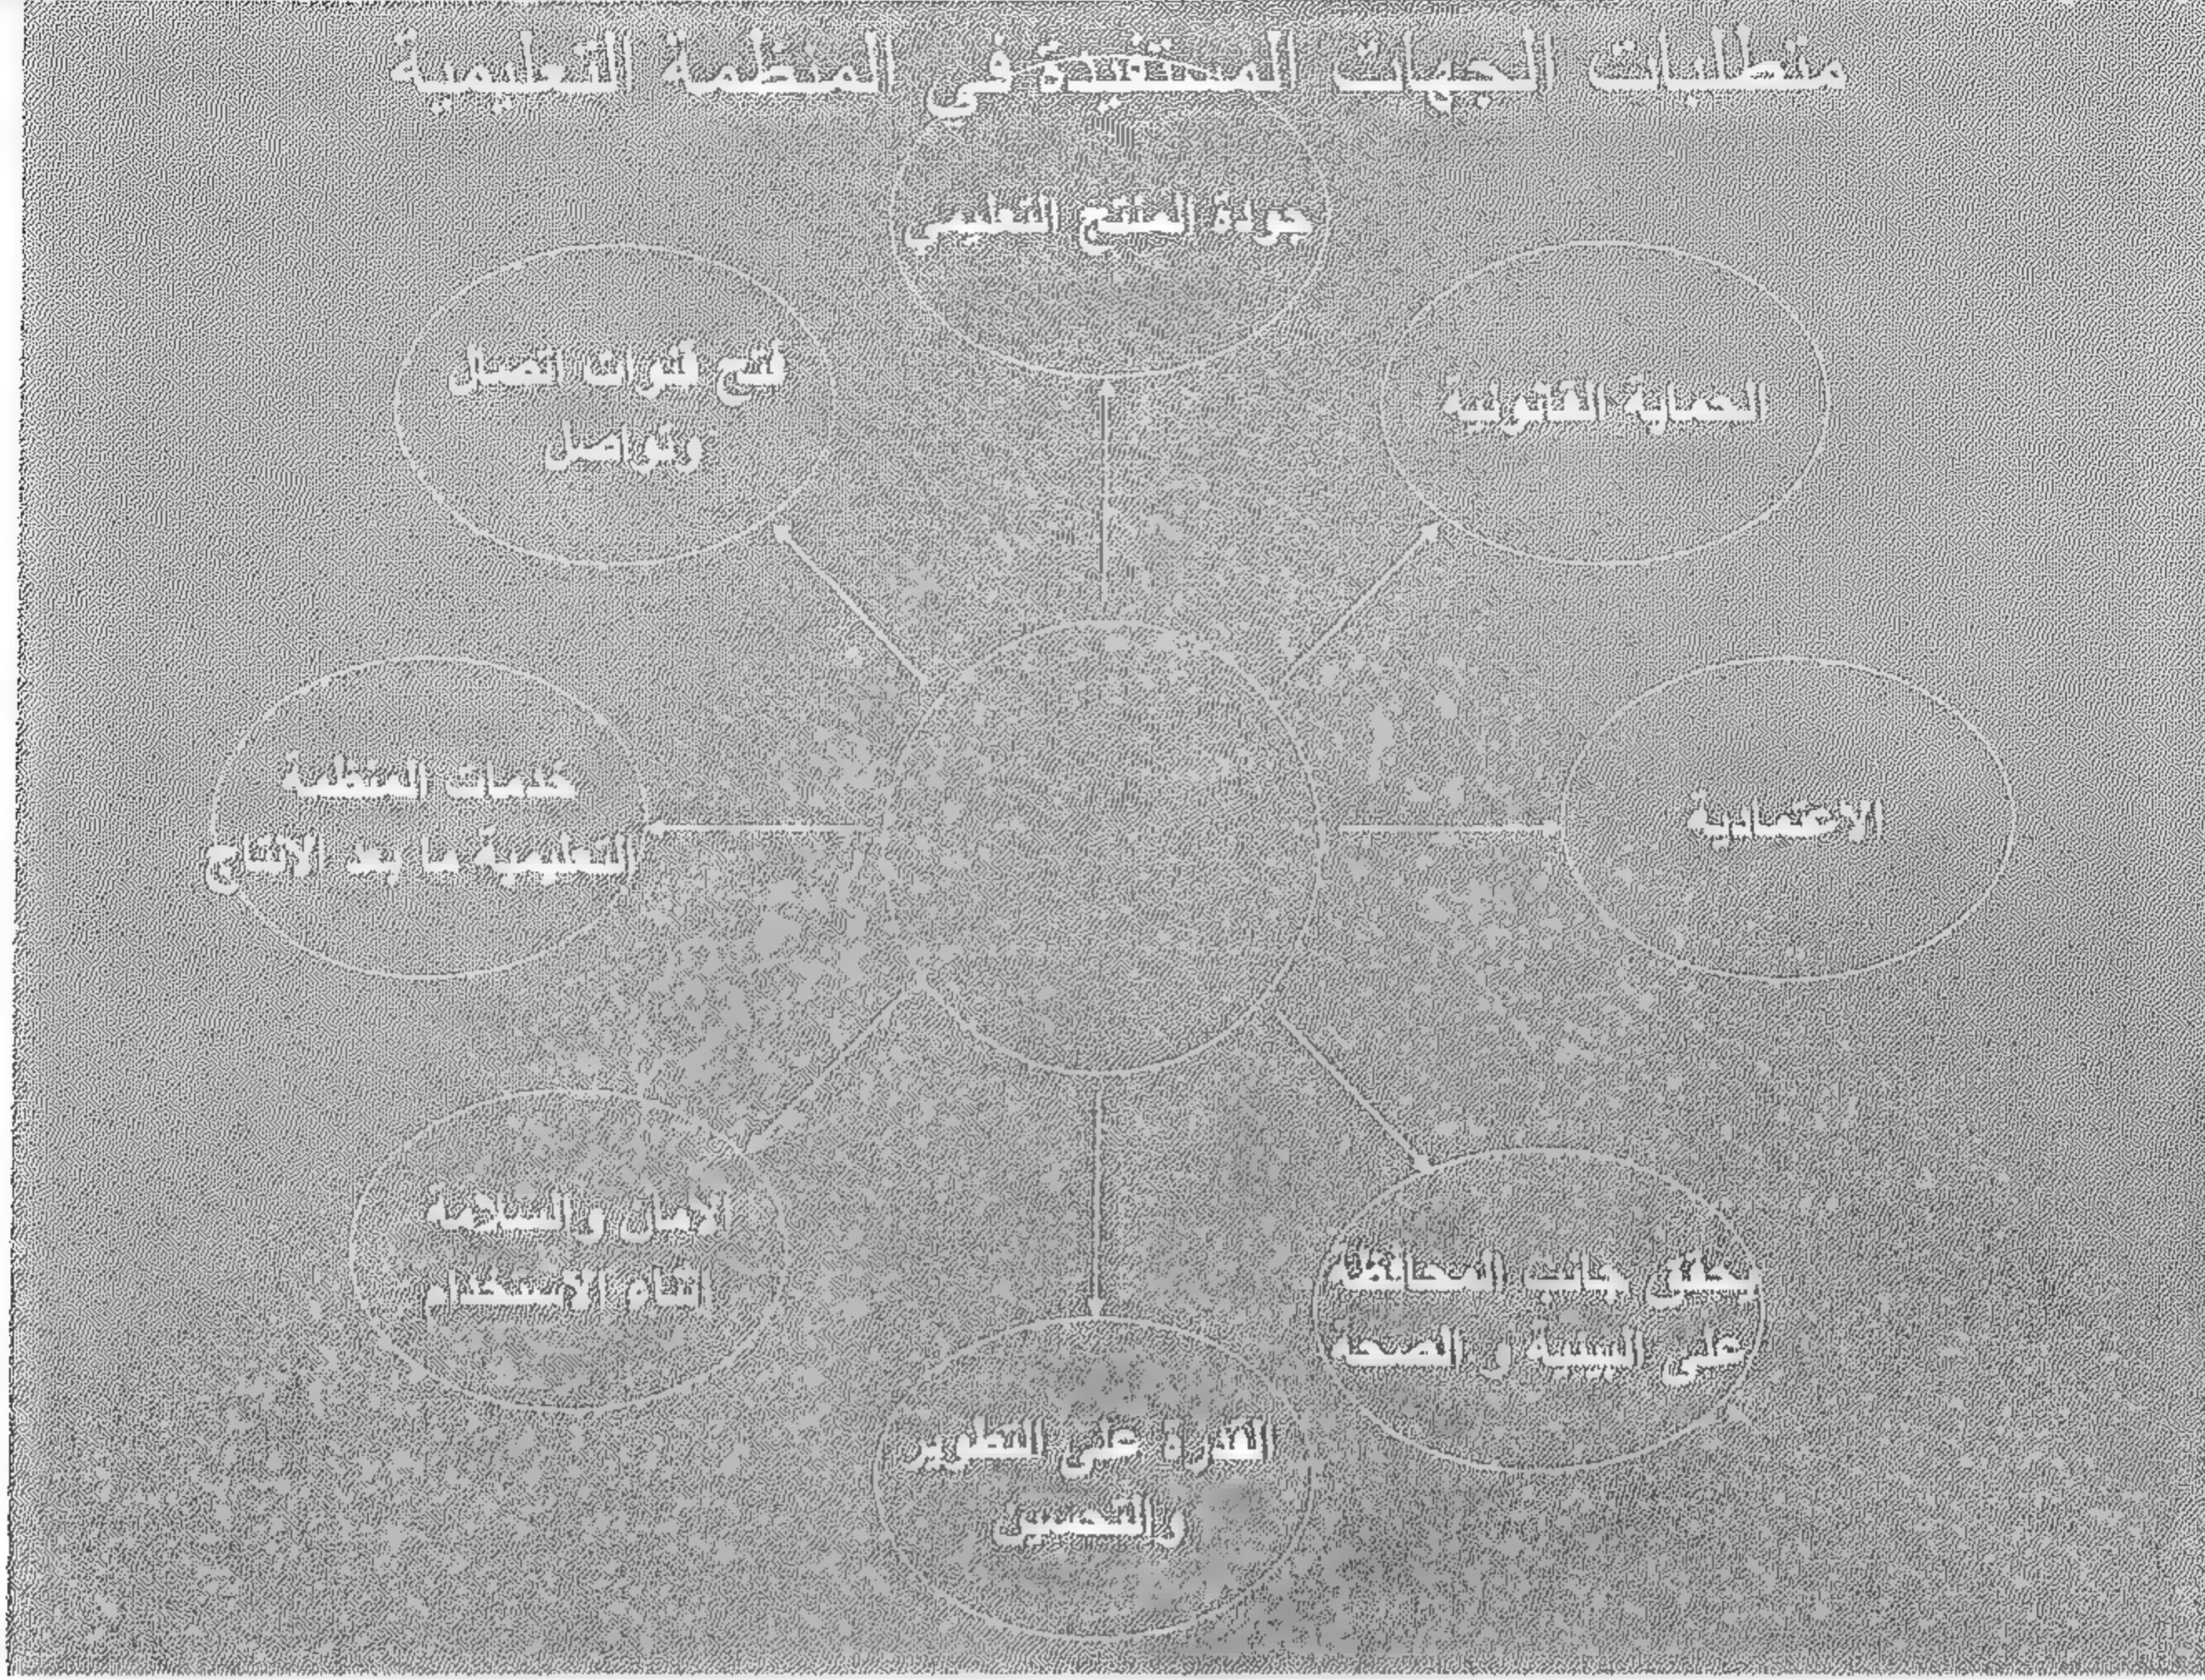 متطلبات الجهات المستفيدة في المنظمة التعليمية
جودة المنتج التعليمي
الحماية القانونية
فتح قنوات اتصال
وتواصل
الاعتمادية
خدمات المنظمة
التعليمية ما بعد الانتاج
يحقق جانب المحافظة
على البيئية و الصحة
الامان والسلامة
اثناء الاستخدام
القدرة على التطوير
والتحسين